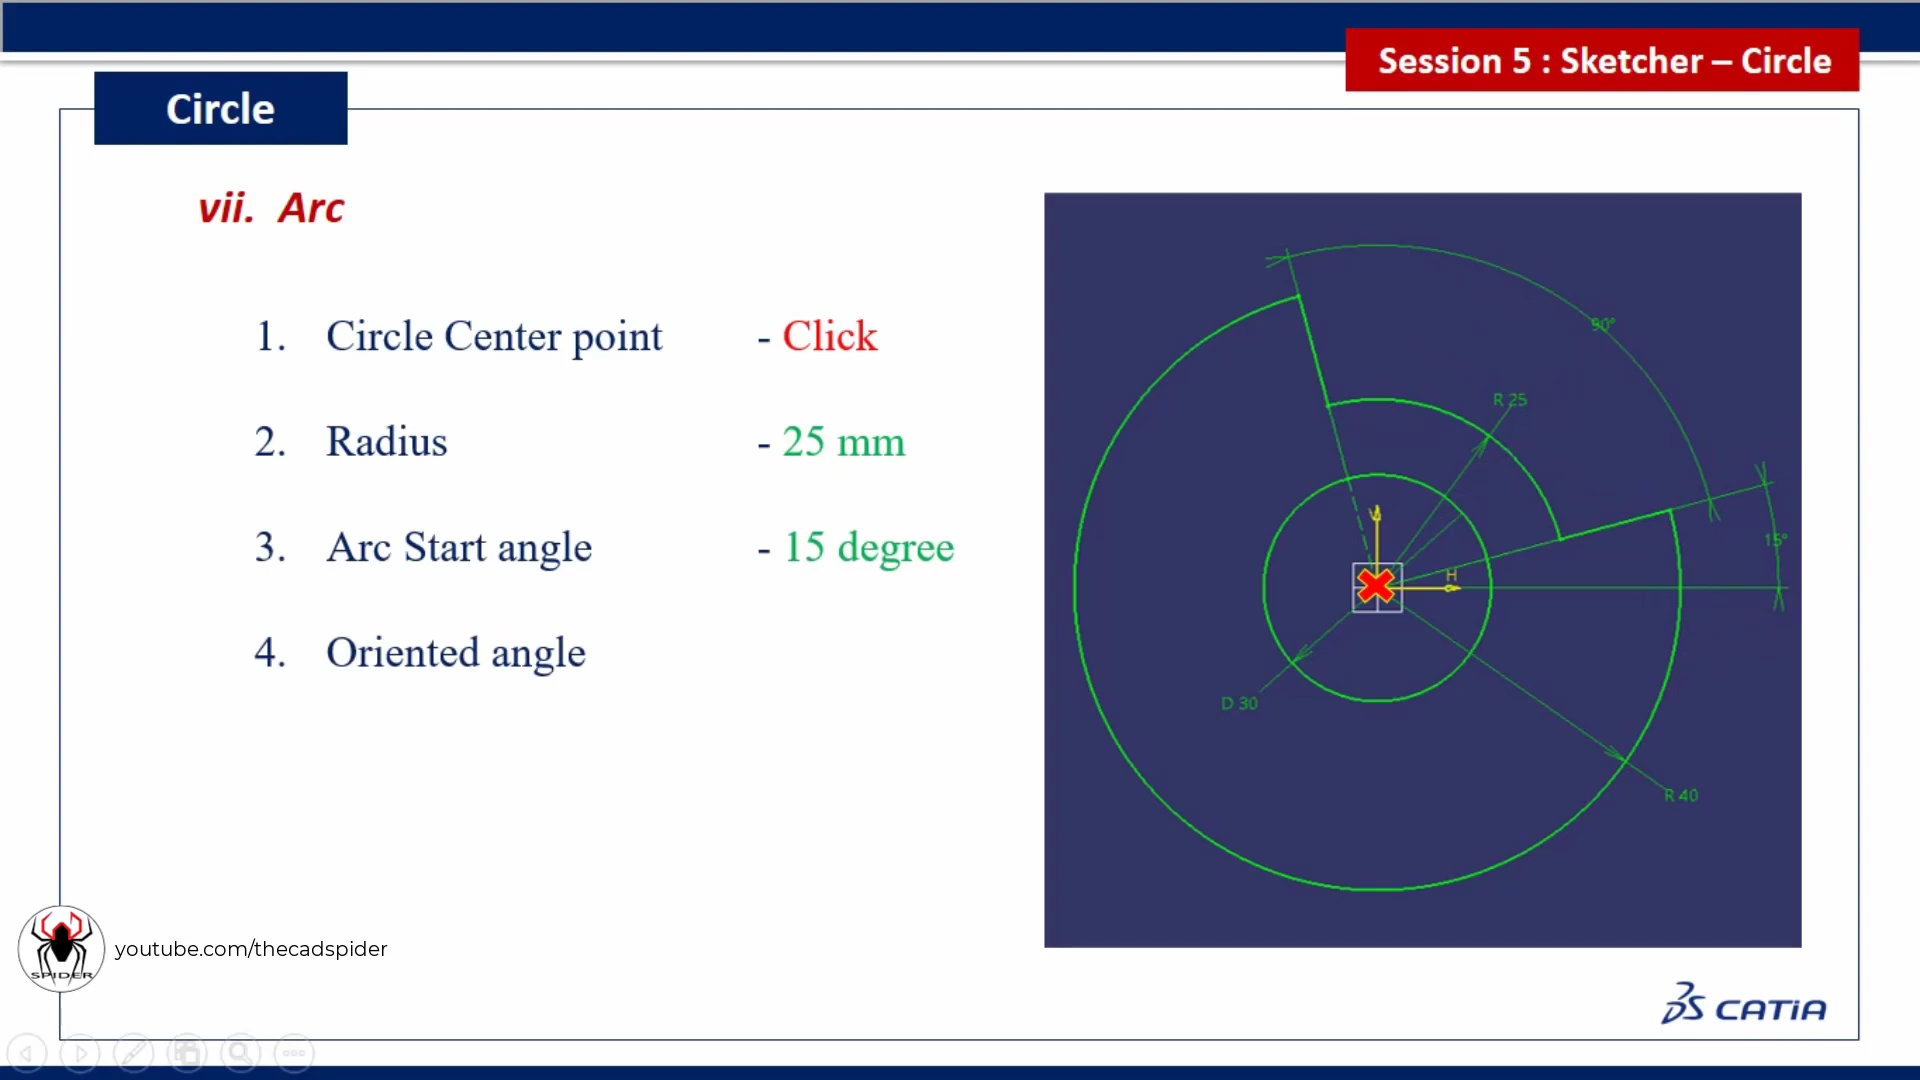 Session 5 : Sketcher – Circle
Circle
vii. Arc
1. Circle Center point - Click
2. Radius - 25 mm
3. Arc Start angle - 15 degree
4. Oriented angle
90°
R 25
15°
V
H
D 30
R 40
SPIDER
youtube.com/thecadspider
CATIA